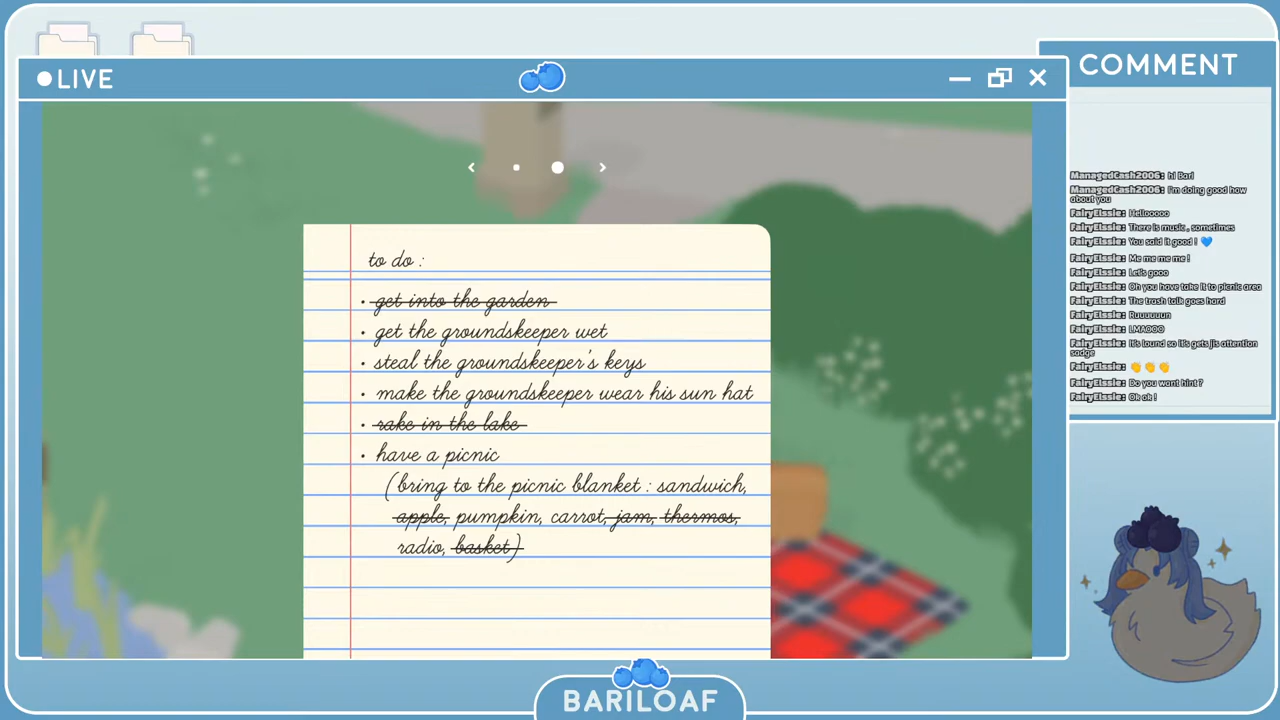 LIVE
COMMENT
to do :
• get into the garden
• get the groundskeeper wet
• steal the groundskeeper's keys
• make the groundskeeper wear his sun hat
• rake in the lake
• have a picnic
(bring to the picnic blanket : sandwich,
apple, pumpkin, carrot, jam, thermos,
radio, basket)
ManagedCash2006: hi Bari
ManagedCash2006: I'm doing good how
about you
FairyElssie: Hellooooo
FairyElssie: There is music , sometimes
FairyElssie: You said it good ! 💙
FairyElssie: Me me me me !
FairyElssie: Let's gooo
FairyElssie: Oh you have take it to picnic area
FairyElssie: The trash talk goes hard
FairyElssie: Ruuuuuun
FairyElssie: LMAOOO
FairyElssie: It's lound so it's gets jis attention
sadge
FairyElssie: 👏 👏 👏
FairyElssie: Do you want hint ?
FairyElssie: Ok ok !
BARILOAF